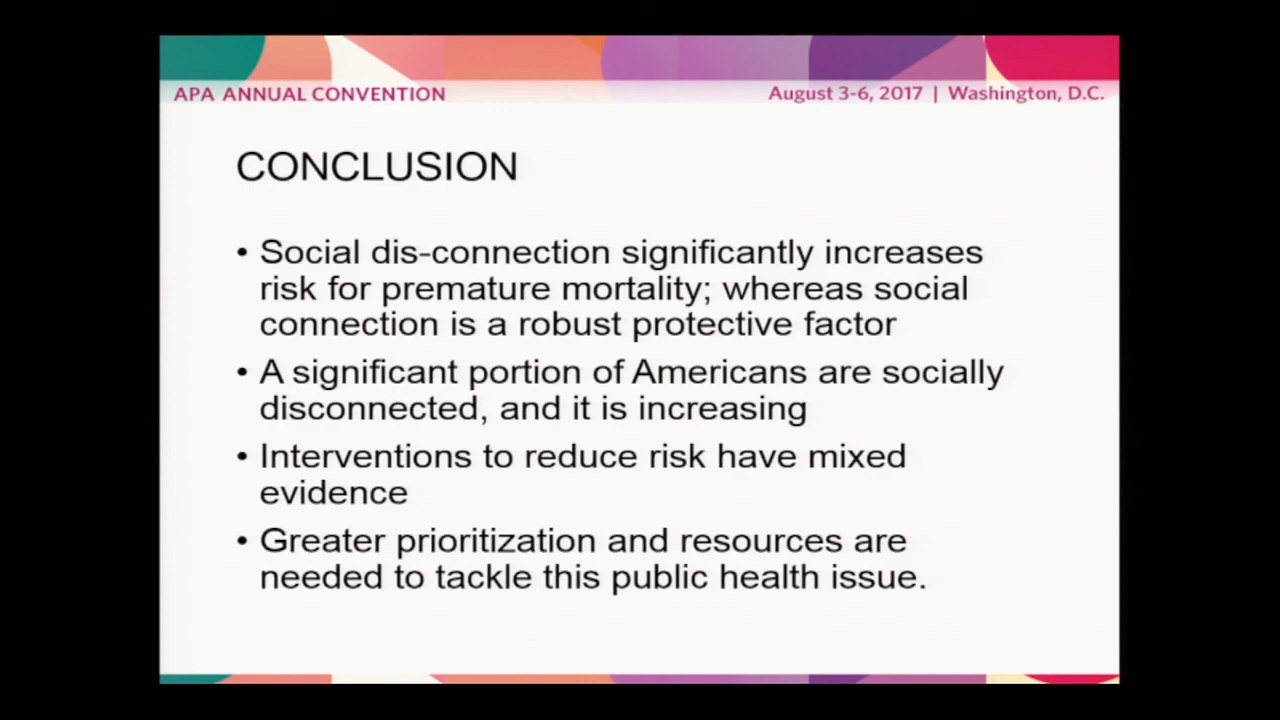 APA ANNUAL CONVENTION
August 3-6, 2017 | Washington, D.C.
CONCLUSION
• Social dis-connection significantly increases
risk for premature mortality; whereas social
connection is a robust protective factor
• A significant portion of Americans are socially
disconnected, and it is increasing
• Interventions to reduce risk have mixed
evidence
• Greater prioritization and resources are
needed to tackle this public health issue.